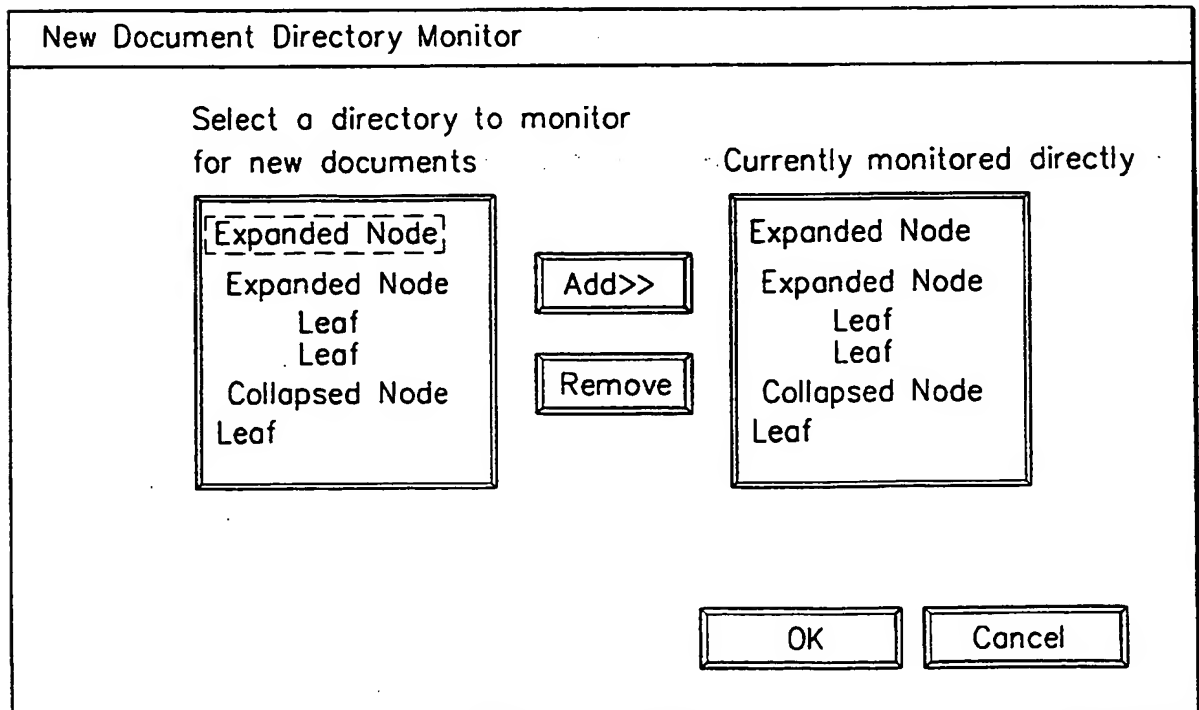 New Document Directory Monitor
Select a directory to monitor
for new documents
Currently monitored directly
Expanded Node
Expanded Node
Leaf
Leaf
Collapsed Node
Leaf
Add>>
Remove
Expanded Node
Expanded Node
Leaf
Leaf
Collapsed Node
Leaf
OK
Cancel